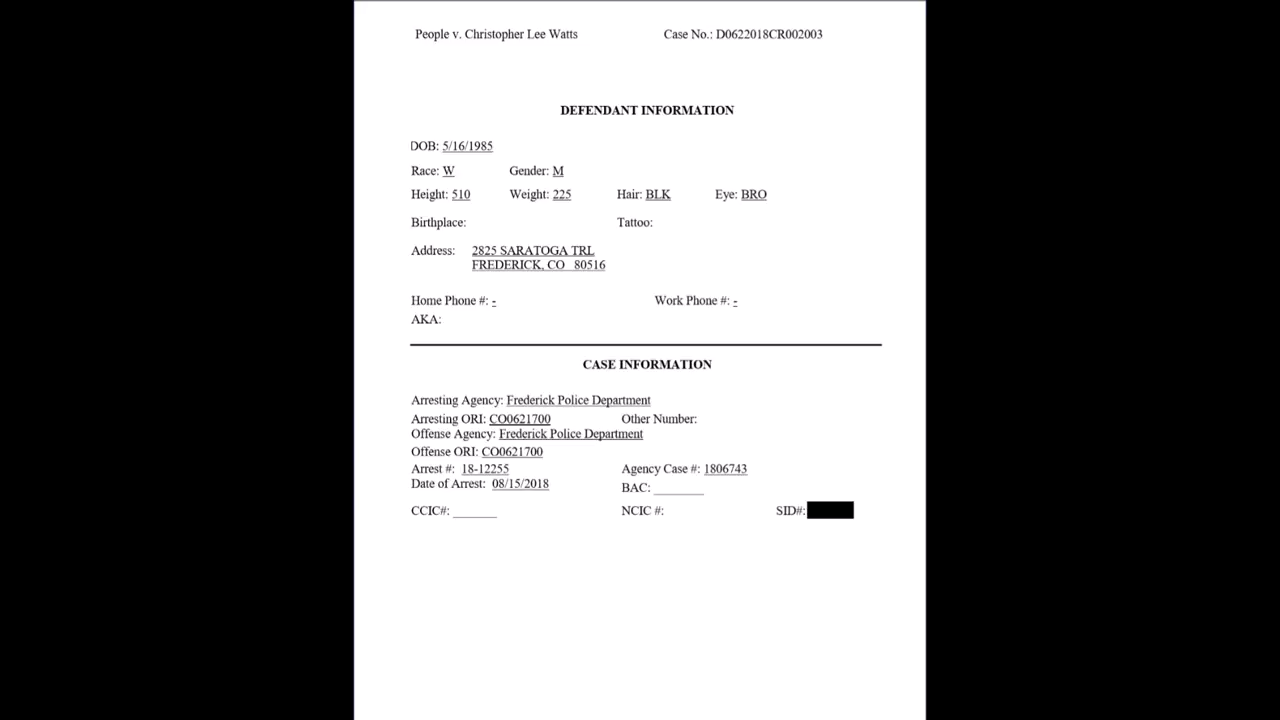 People v. Christopher Lee Watts Case No.: D0622018CR002003
DEFENDANT INFORMATION
DOB: 5/16/1985
Race: W Gender: M
Height: 510 Weight: 225 Hair: BLK Eye: BRO
Birthplace: Tattoo:
Address: 2825 SARATOGA TRL
FREDERICK, CO 80516
Home Phone #: - Work Phone #: -
AKA:
CASE INFORMATION
Arresting Agency: Frederick Police Department
Arresting ORI: CO0621700 Other Number:
Offense Agency: Frederick Police Department
Offense ORI: CO0621700
Arrest #: 18-12255 Agency Case #: 1806743
Date of Arrest: 08/15/2018 BAC: ________
CCIC#: _______ NCIC #: SID#: